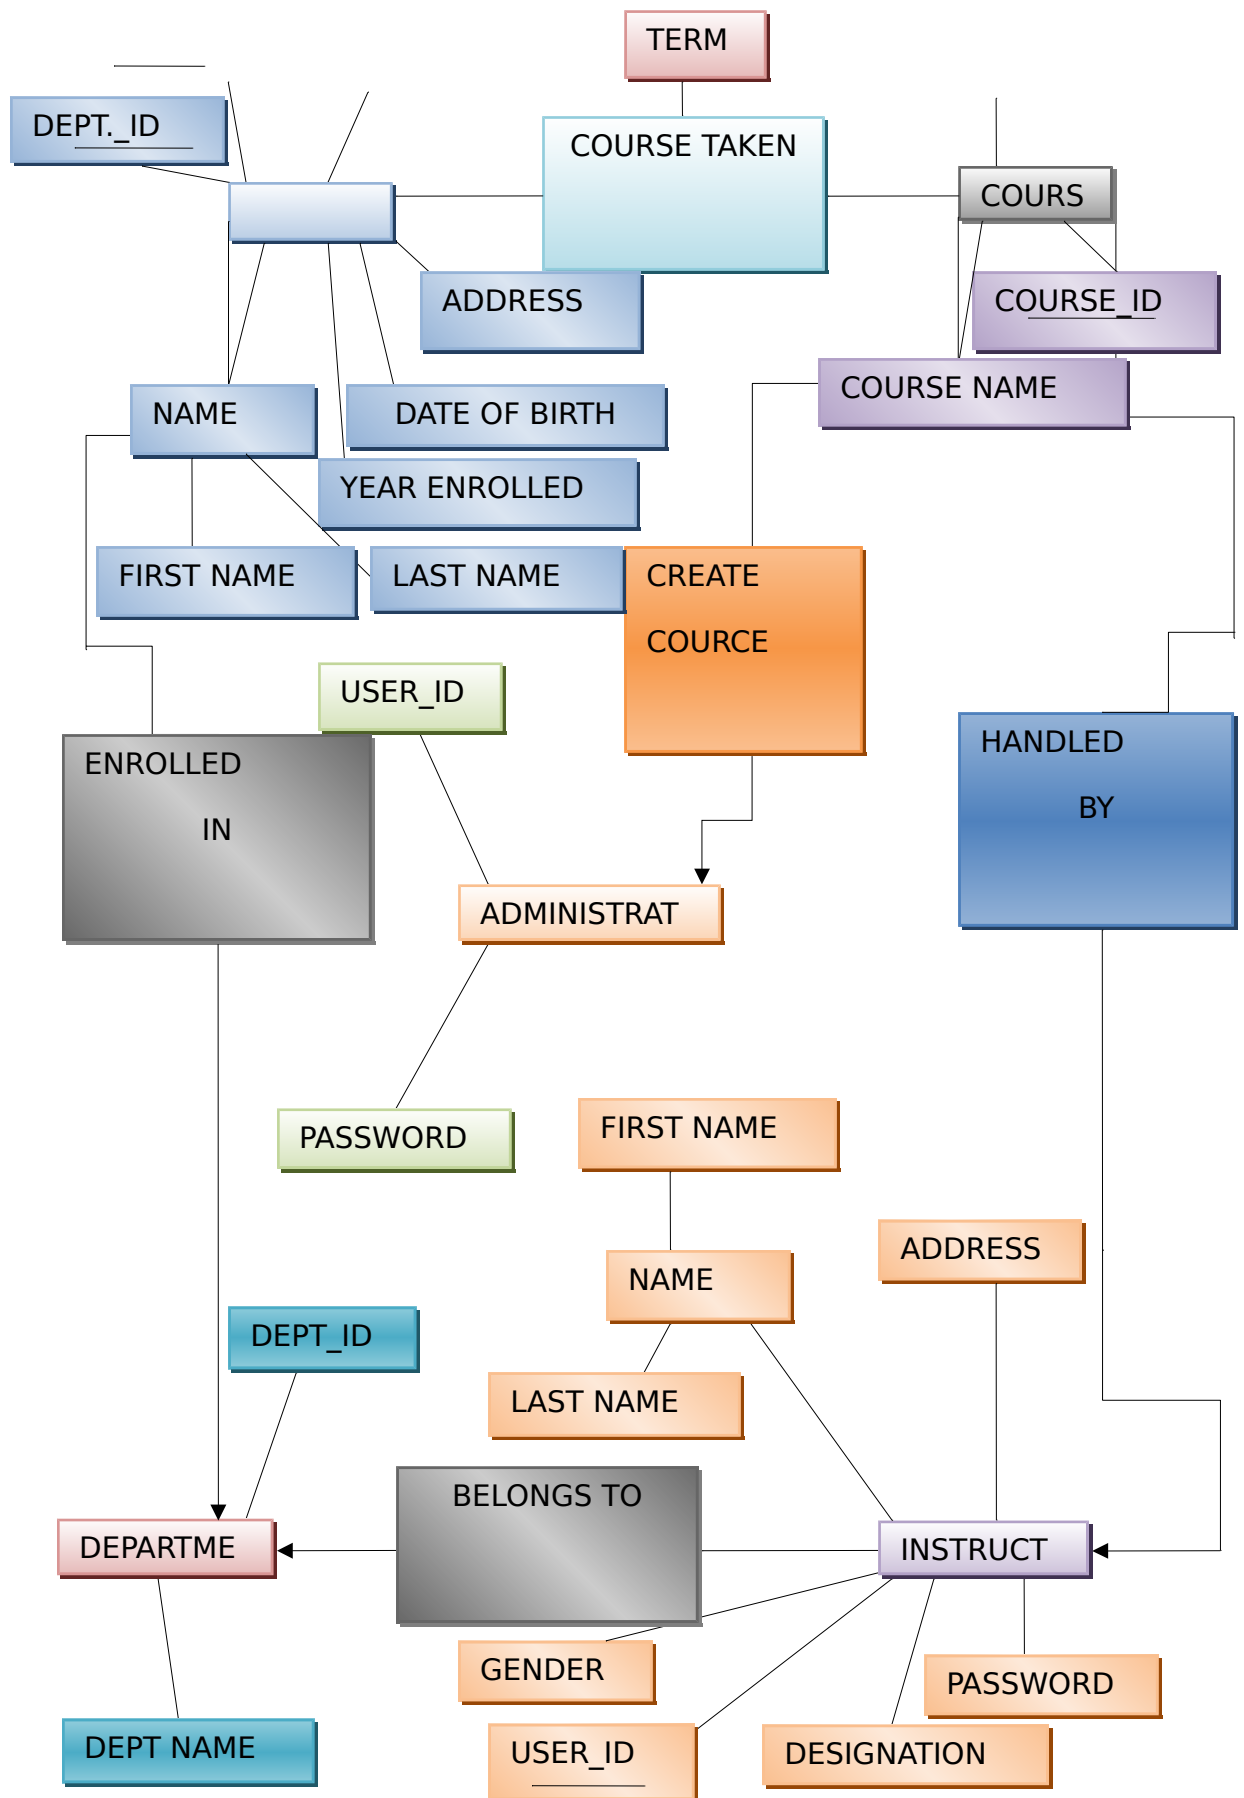 TERM
DEPT._ID
COURSE TAKEN
COURS
ADDRESS
COURSE_ID
COURSE NAME
NAME
DATE OF BIRTH
YEAR ENROLLED
FIRST NAME
LAST NAME
CREATE
COURCE
USER_ID
ENROLLED
IN
HANDLED
BY
ADMINISTRAT
PASSWORD
FIRST NAME
ADDRESS
NAME
DEPT_ID
LAST NAME
BELONGS TO
DEPARTME
INSTRUCT
GENDER
PASSWORD
DEPT NAME
USER_ID
DESIGNATION